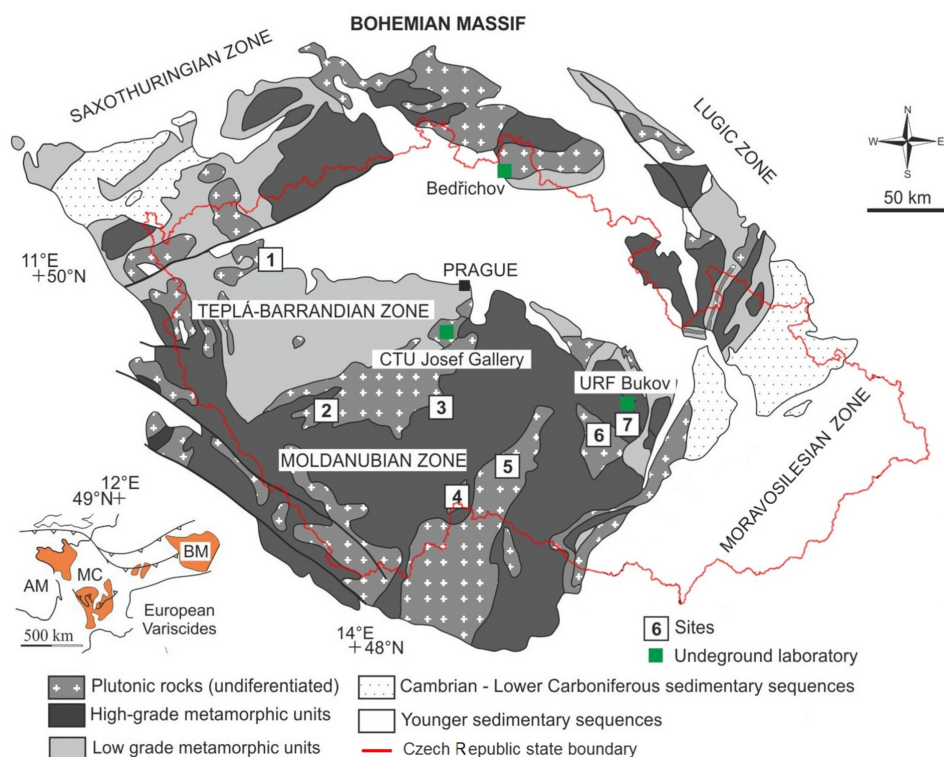 BOHEMIAN MASSIF
SAXOTHURINGIAN ZONE
LUGIC ZONE
N
W E
S
50 km
Bedřichov
11°E
+50°N
1
PRAGUE
TEPLÁ-BARRANDIAN ZONE
CTU Josef Gallery
URF Bukov
2
3
6
7
MOLDANUBIAN ZONE
5
4
MORAVOSILESIAN ZONE
12°E
49°N+
BM
AM
MC
European
Variscides
500 km
14°E
+48°N
6 Sites
Undeground laboratory
Plutonic rocks (undiferentiated)
Cambrian - Lower Carboniferous sedimentary sequences
High-grade metamorphic units
Younger sedimentary sequences
Low grade metamorphic units
Czech Republic state boundary